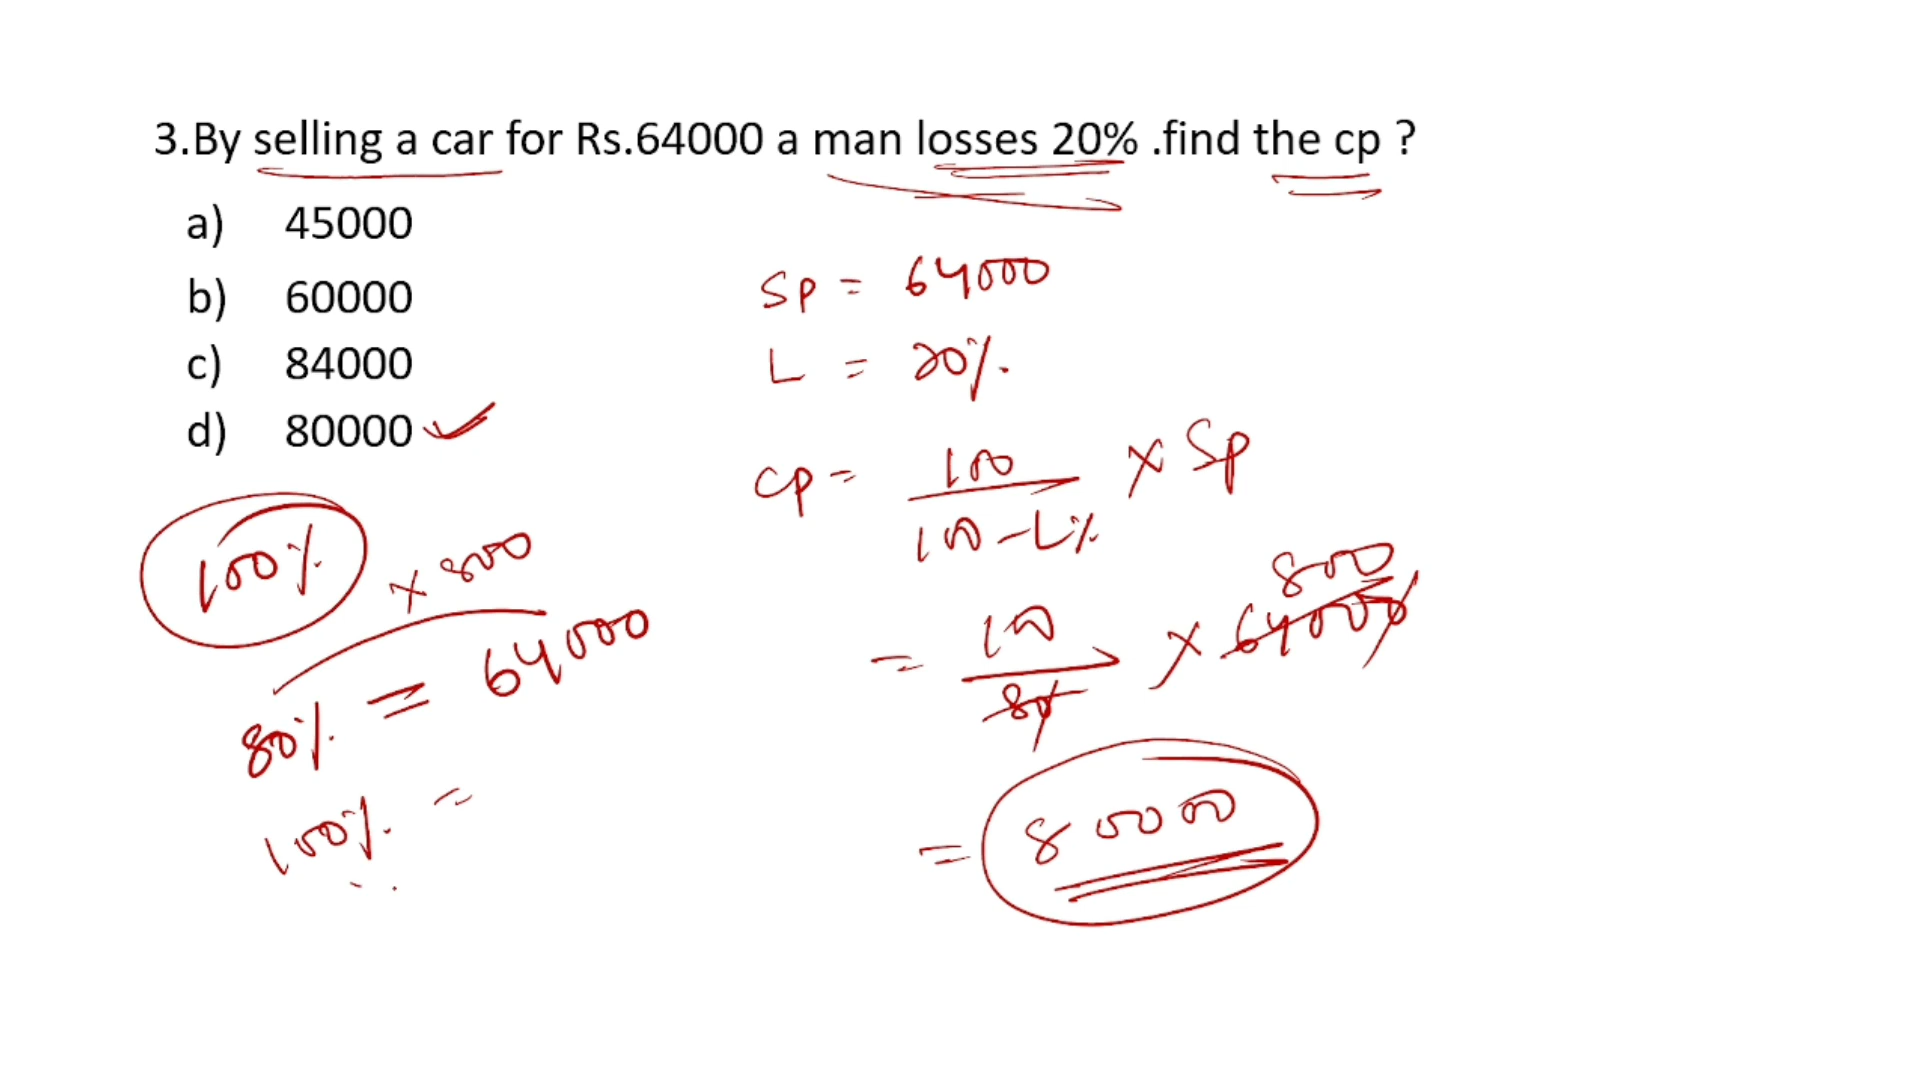 3.By selling a car for Rs.64000 a man losses 20% .find the cp ?
a) 45000
b) 60000
c) 84000
d) 80000
SP = 64000
L = 20%.
CP = 100 / 100-L% × SP
= 100 / 80 × 64000 800
= 80000
100% × 800
80% = 64000
100% =